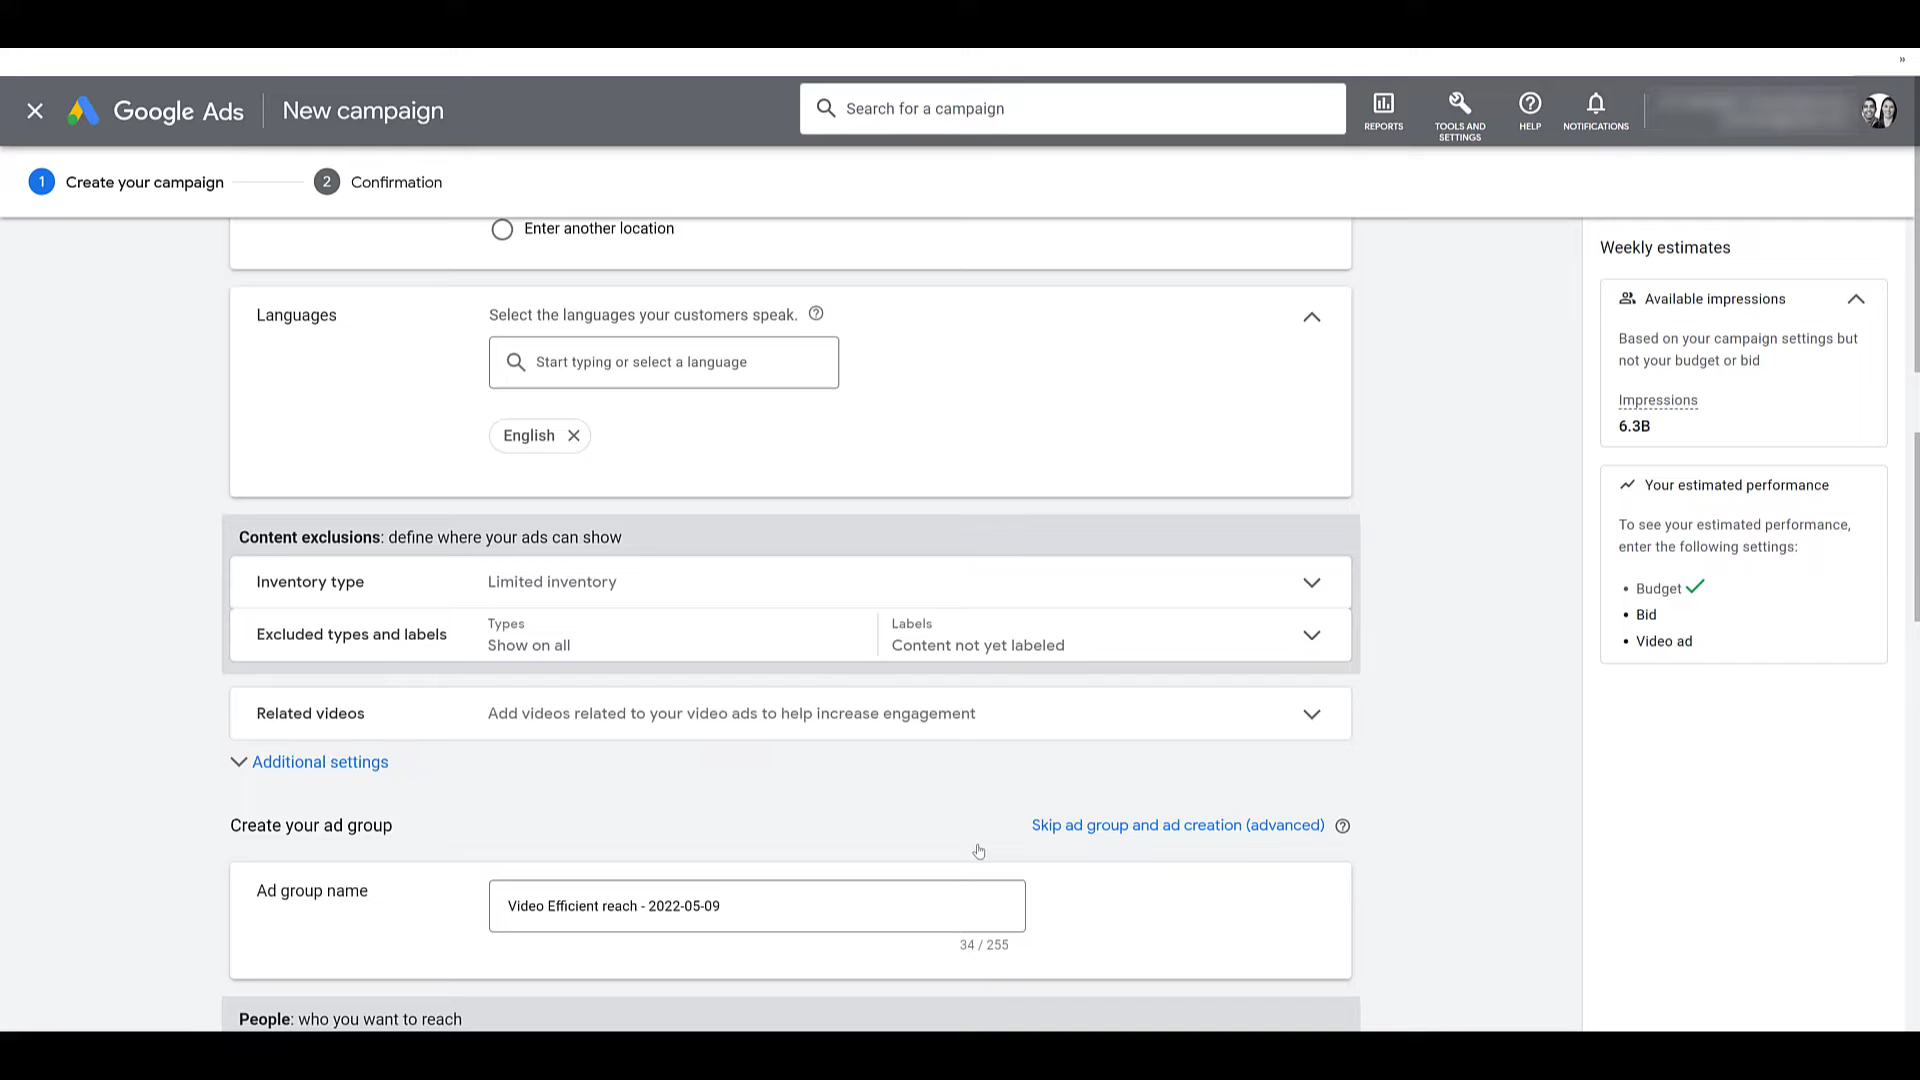 »
Google Ads New campaign
Search for a campaign
REPORTS
TOOLS AND
SETTINGS
HELP
NOTIFICATIONS
1 Create your campaign
2 Confirmation
Enter another location
Languages
Select the languages your customers speak.
Start typing or select a language
English
Content exclusions: define where your ads can show
Inventory type
Limited inventory
Excluded types and labels
Types
Show on all
Labels
Content not yet labeled
Related videos
Add videos related to your video ads to help increase engagement
Additional settings
Create your ad group
Skip ad group and ad creation (advanced)
Ad group name
Video Efficient reach - 2022-05-09
34 / 255
People: who you want to reach
Weekly estimates
Available impressions
Based on your campaign settings but
not your budget or bid
Impressions
6.3B
Your estimated performance
To see your estimated performance,
enter the following settings:
• Budget
• Bid
• Video ad